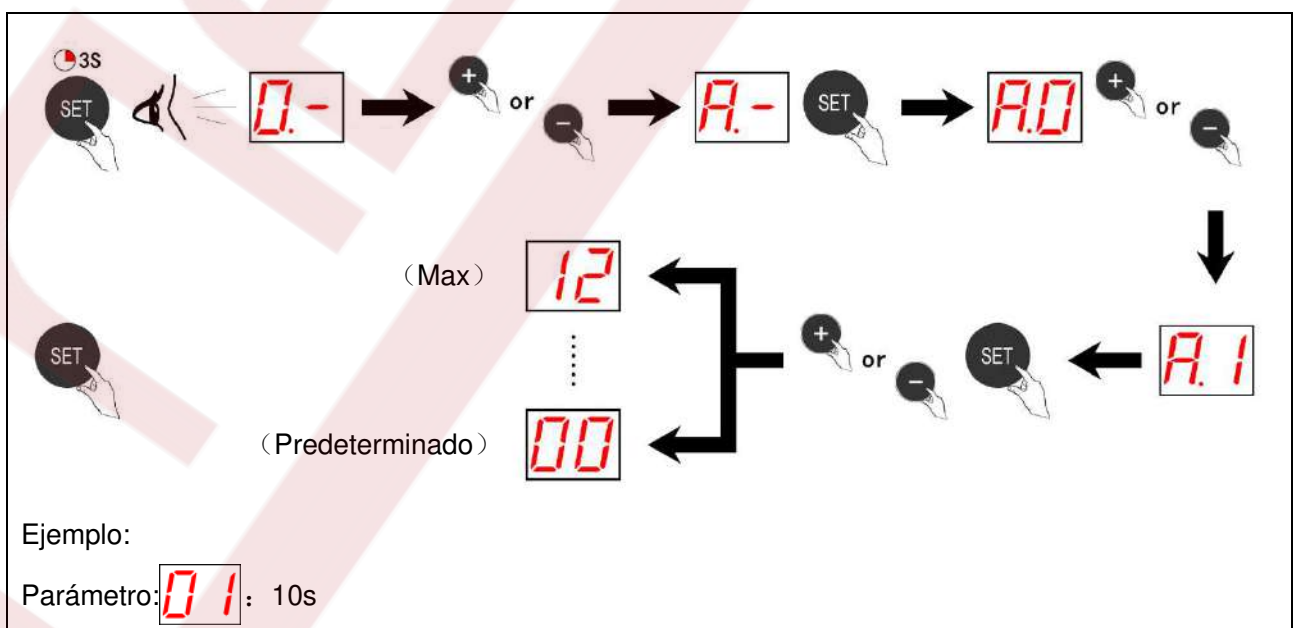 3S
SET 0.- + or − A.- SET A.0 + or −
（Max） 12
SET + or − SET A.1
（Predeterminado） 00
Ejemplo:
Parámetro: 01 : 10s